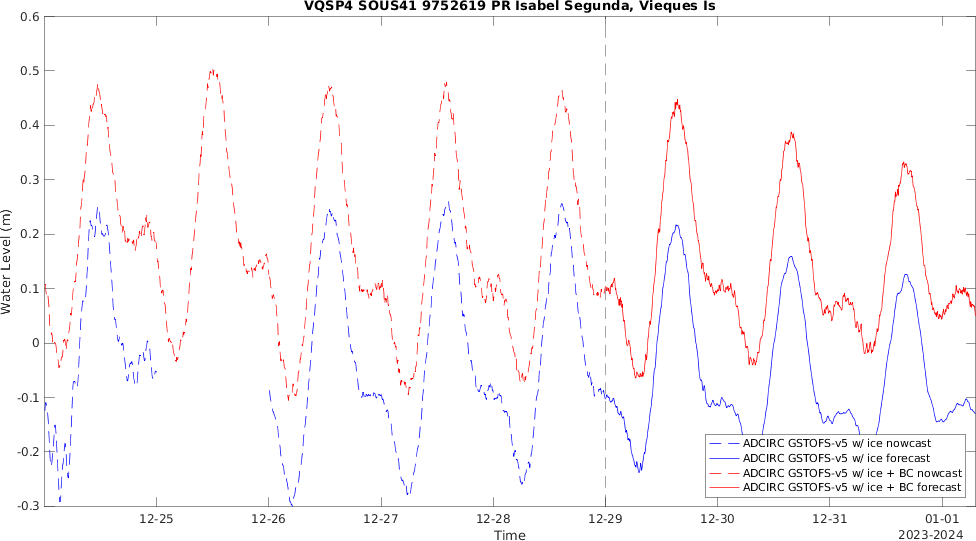 VQSP4 SOUS41 9752619 PR Isabel Segunda, Vieques Is
0.6
0.5
0.4
0.3
0.2
0.1
0
-0.1
-0.2
-0.3
Water Level (m)
12-25
12-26
12-27
12-28
12-29
12-30
12-31
01-01
Time
2023-2024
ADCIRC GSTOFS-v5 w/ ice nowcast
ADCIRC GSTOFS-v5 w/ ice forecast
ADCIRC GSTOFS-v5 w/ ice + BC nowcast
ADCIRC GSTOFS-v5 w/ ice + BC forecast